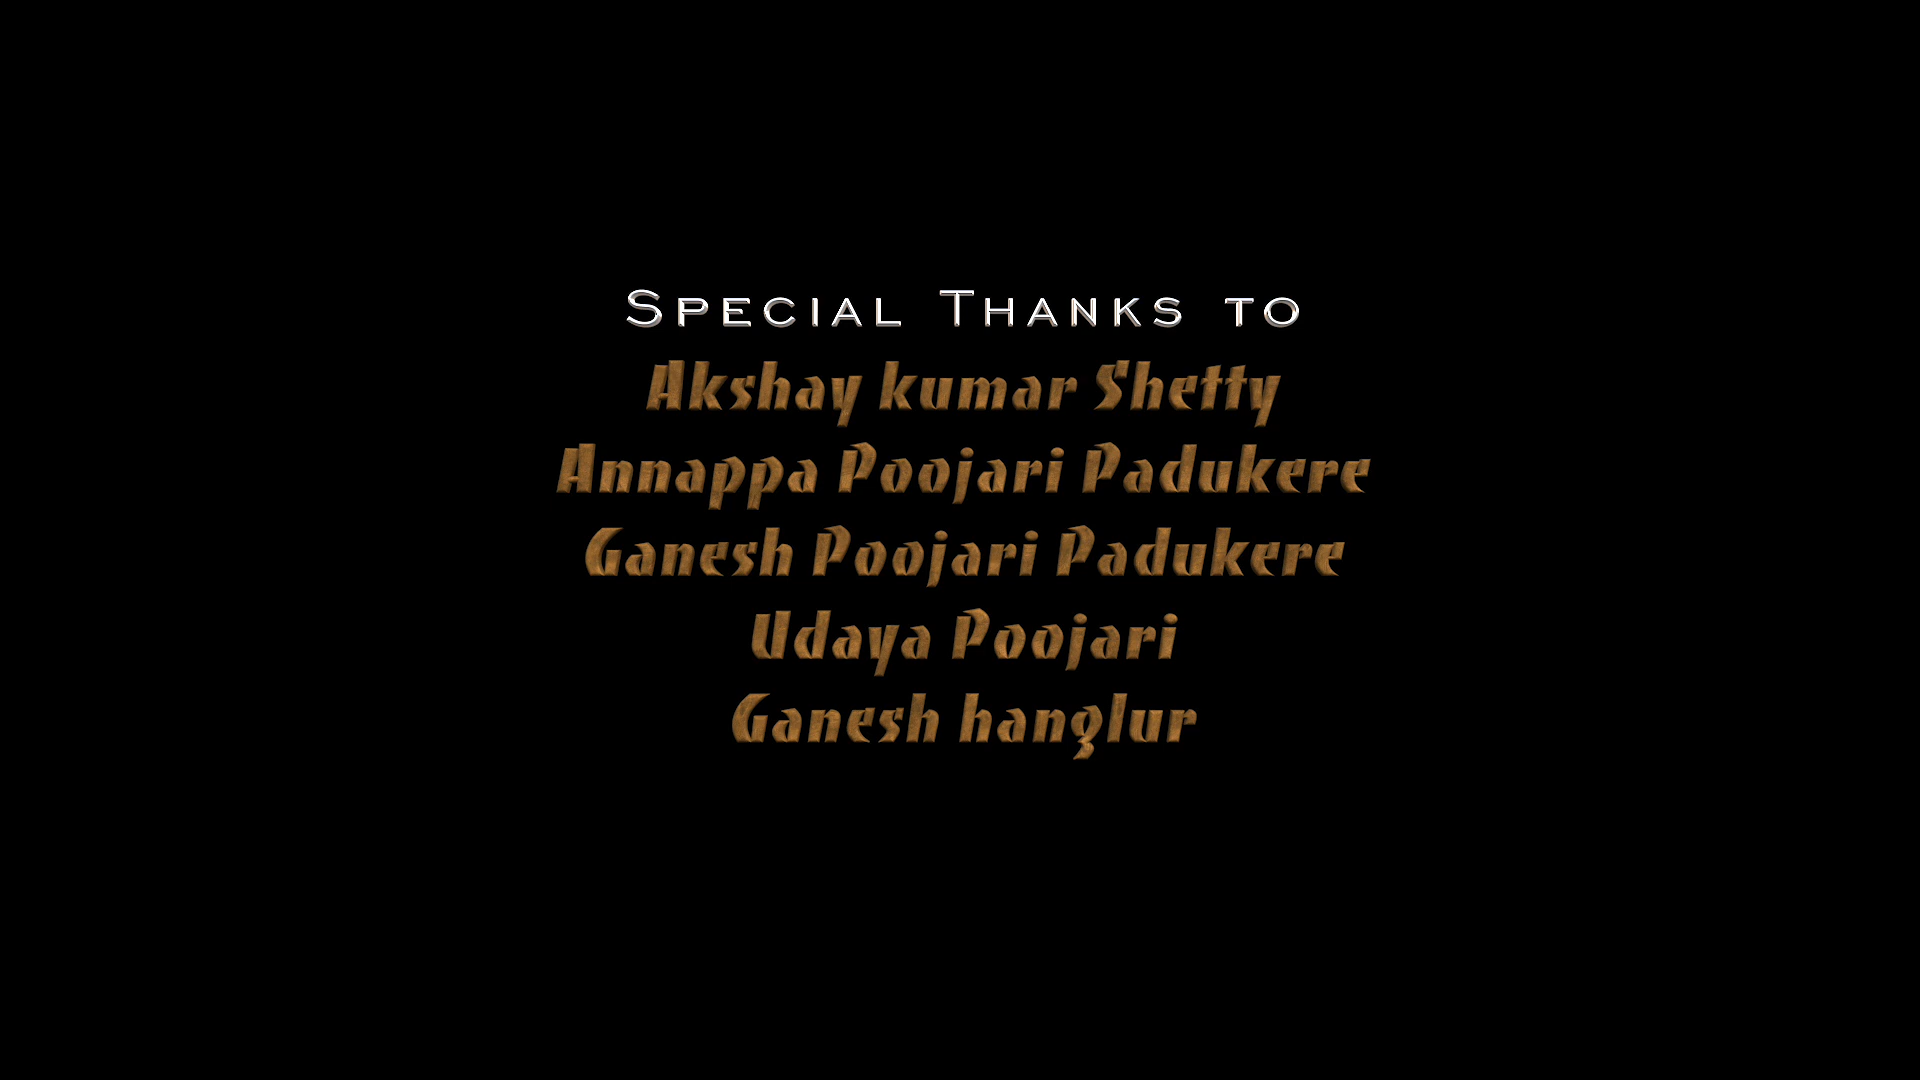 Special Thanks to
Akshay kumar Shetty
Annappa Poojari Padukere
Ganesh Poojari Padukere
Udaya Poojari
Ganesh hanglur